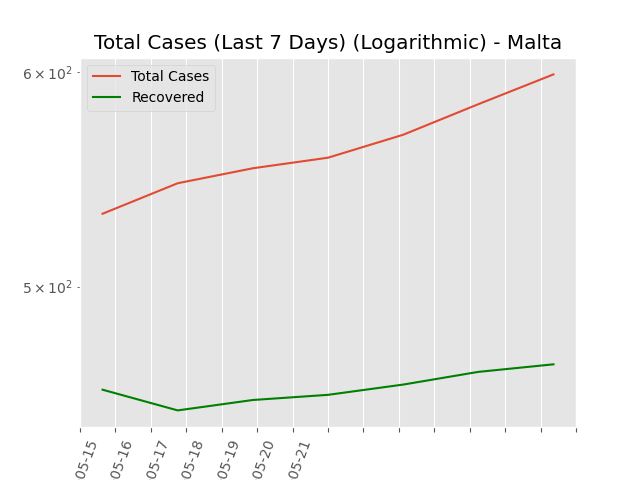 Total Cases (Last 7 Days) (Logarithmic) - Malta
Total Cases
Recovered
6 × 10²
5 × 10²
05-15
05-16
05-17
05-18
05-19
05-20
05-21